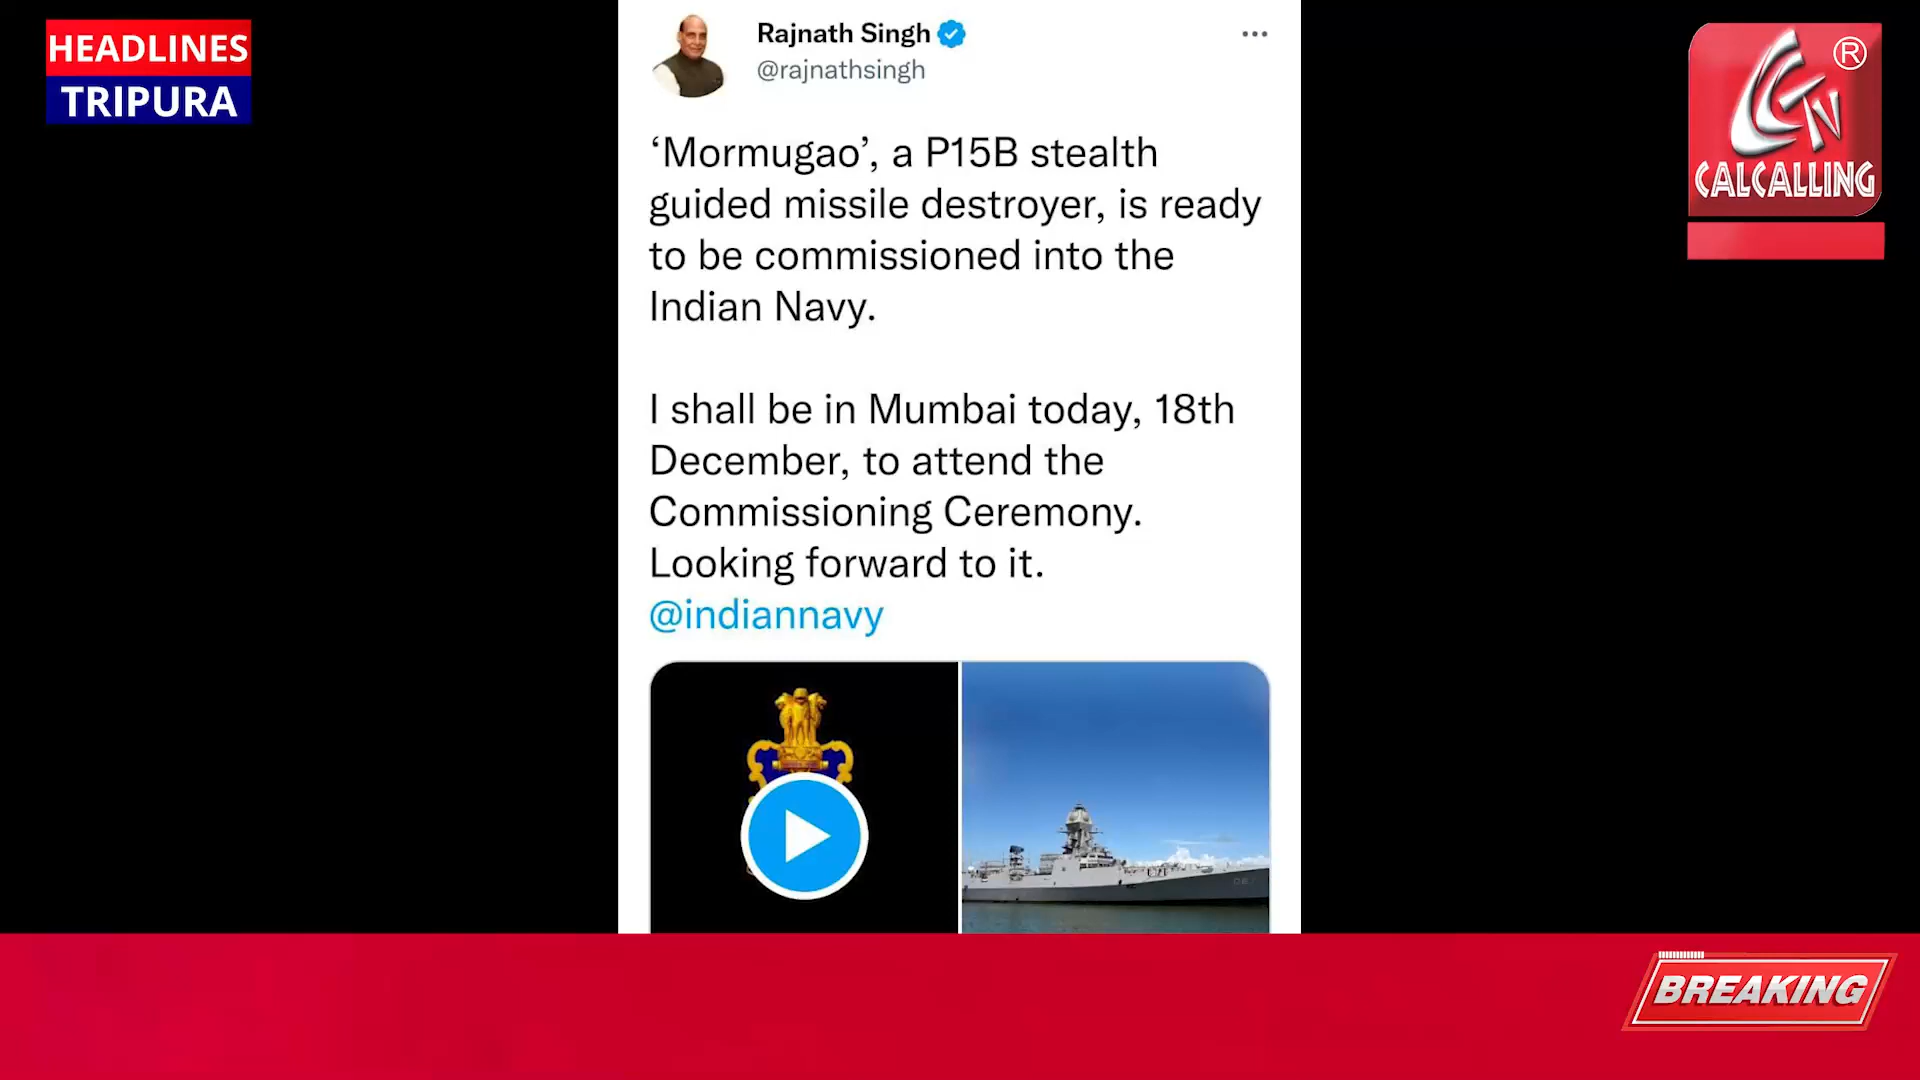 HEADLINES
TRIPURA
Rajnath Singh
@rajnathsingh
‘Mormugao’, a P15B stealth
guided missile destroyer, is ready
to be commissioned into the
Indian Navy.
I shall be in Mumbai today, 18th
December, to attend the
Commissioning Ceremony.
Looking forward to it.
@indiannavy
®
CTV
CALCALLING
BREAKING